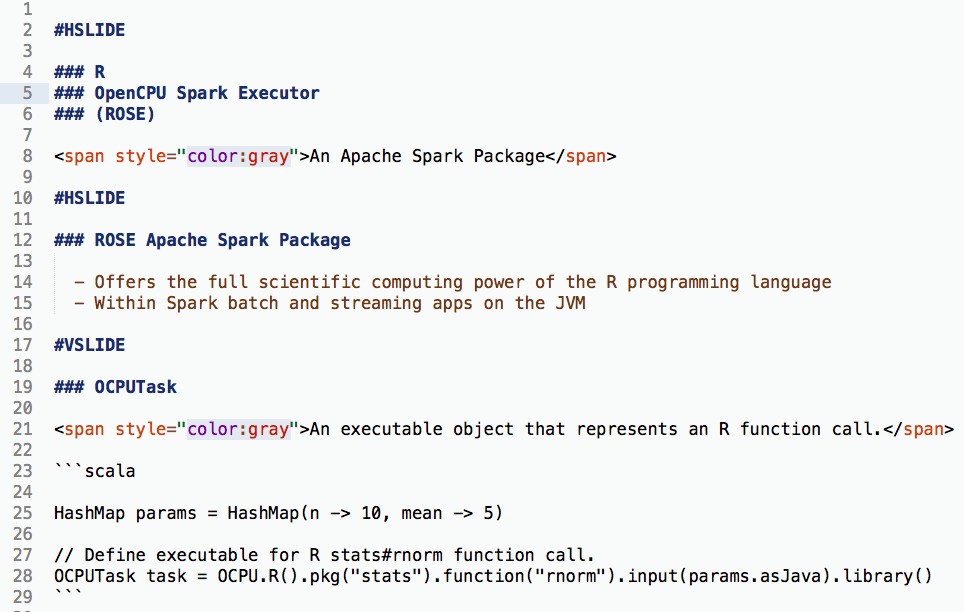 1
2 #HSLIDE
3
4 ### R
5 ### OpenCPU Spark Executor
6 ### (ROSE)
7
8 <span style="color:gray">An Apache Spark Package</span>
9
10 #HSLIDE
11
12 ### ROSE Apache Spark Package
13
14   - Offers the full scientific computing power of the R programming language
15   - Within Spark batch and streaming apps on the JVM
16
17 #VSLIDE
18
19 ### OCPUTask
20
21 <span style="color:gray">An executable object that represents an R function call.</span>
22
23 ```scala
24
25 HashMap params = HashMap(n -> 10, mean -> 5)
26
27 // Define executable for R stats#rnorm function call.
28 OCPUTask task = OCPU.R().pkg("stats").function("rnorm").input(params.asJava).library()
29 ```